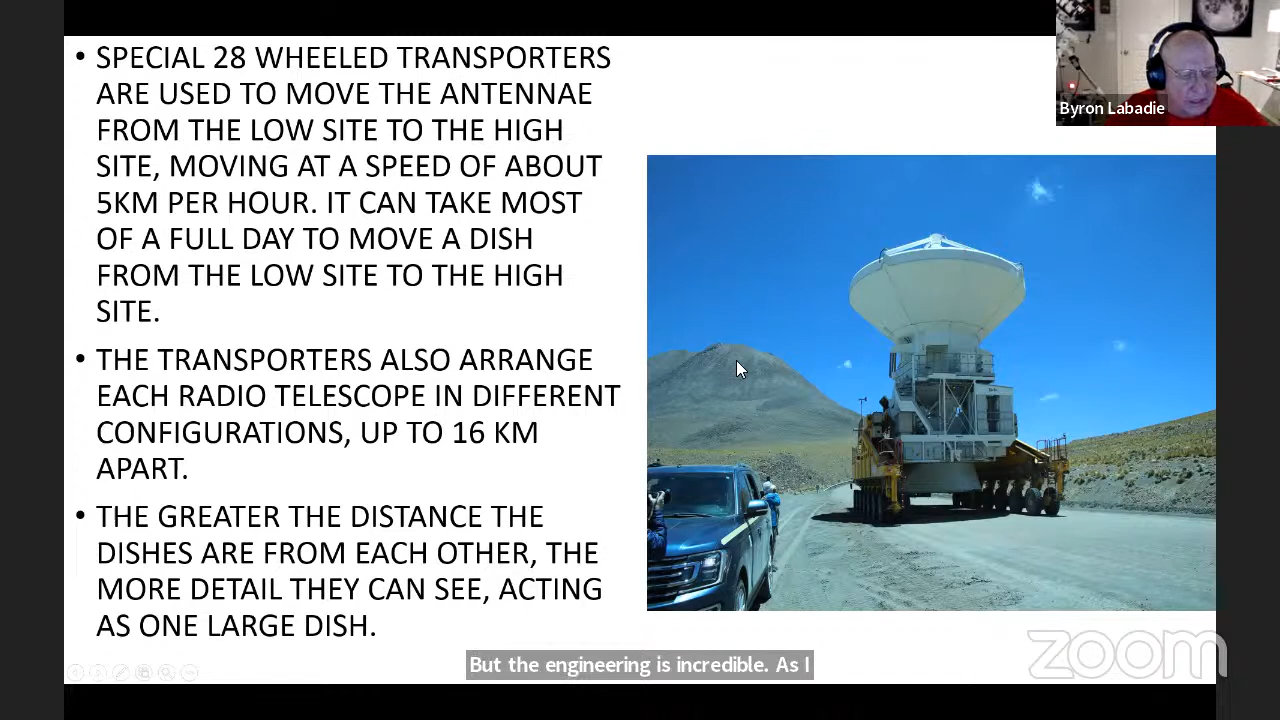 • SPECIAL 28 WHEELED TRANSPORTERS
ARE USED TO MOVE THE ANTENNAE
FROM THE LOW SITE TO THE HIGH
SITE, MOVING AT A SPEED OF ABOUT
5KM PER HOUR. IT CAN TAKE MOST
OF A FULL DAY TO MOVE A DISH
FROM THE LOW SITE TO THE HIGH
SITE.
• THE TRANSPORTERS ALSO ARRANGE
EACH RADIO TELESCOPE IN DIFFERENT
CONFIGURATIONS, UP TO 16 KM
APART.
• THE GREATER THE DISTANCE THE
DISHES ARE FROM EACH OTHER, THE
MORE DETAIL THEY CAN SEE, ACTING
AS ONE LARGE DISH.
Byron Labadie
zoom
But the engineering is incredible. As I